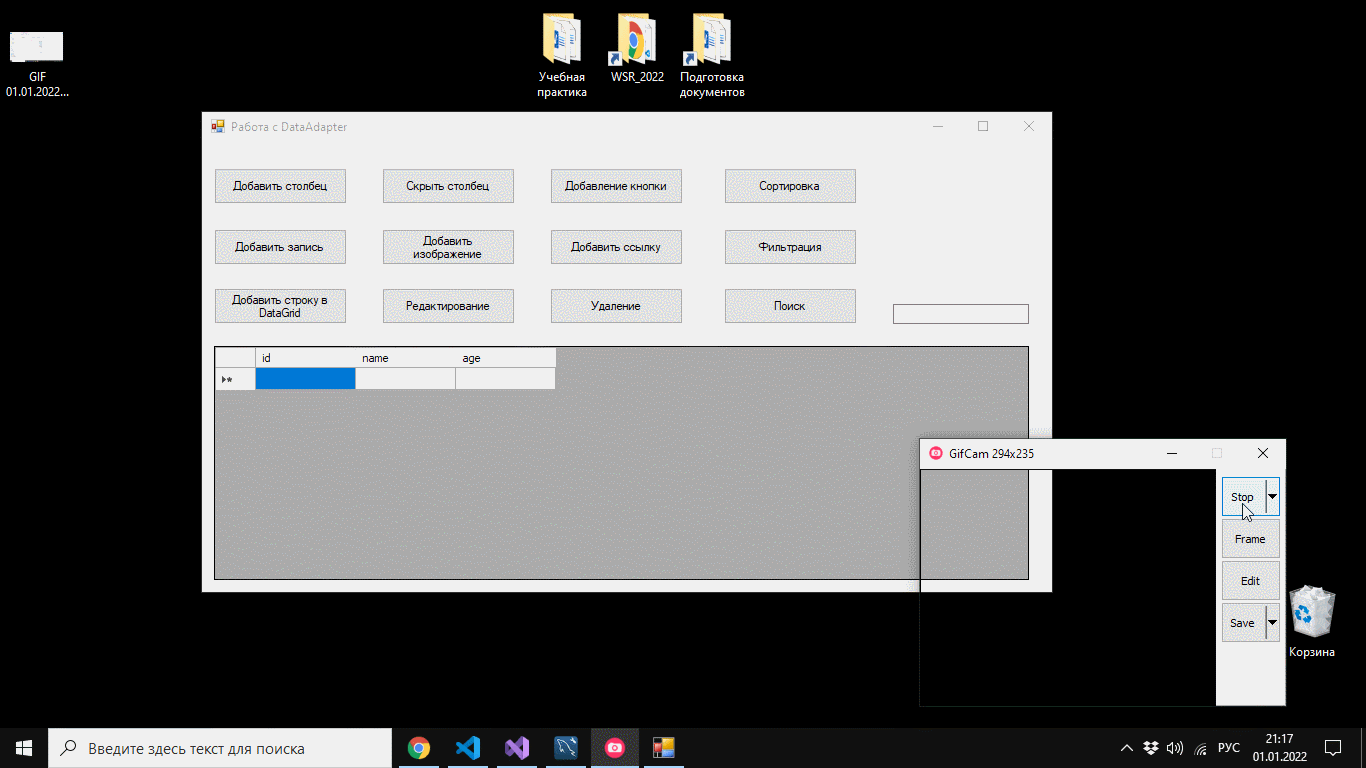 GIF
01.01.2022...
Учебная
практика
WSR_2022
Подготовка
документов
Работа с DataAdapter
Добавить столбец
Скрыть столбец
Добавление кнопки
Сортировка
Добавить запись
Добавить
изображение
Добавить ссылку
Фильтрация
Добавить строку в
DataGrid
Редактирование
Удаление
Поиск
id name age
GifCam 294x235
Stop
Frame
Edit
Save
Корзина
Введите здесь текст для поиска
РУС
21:17
01.01.2022